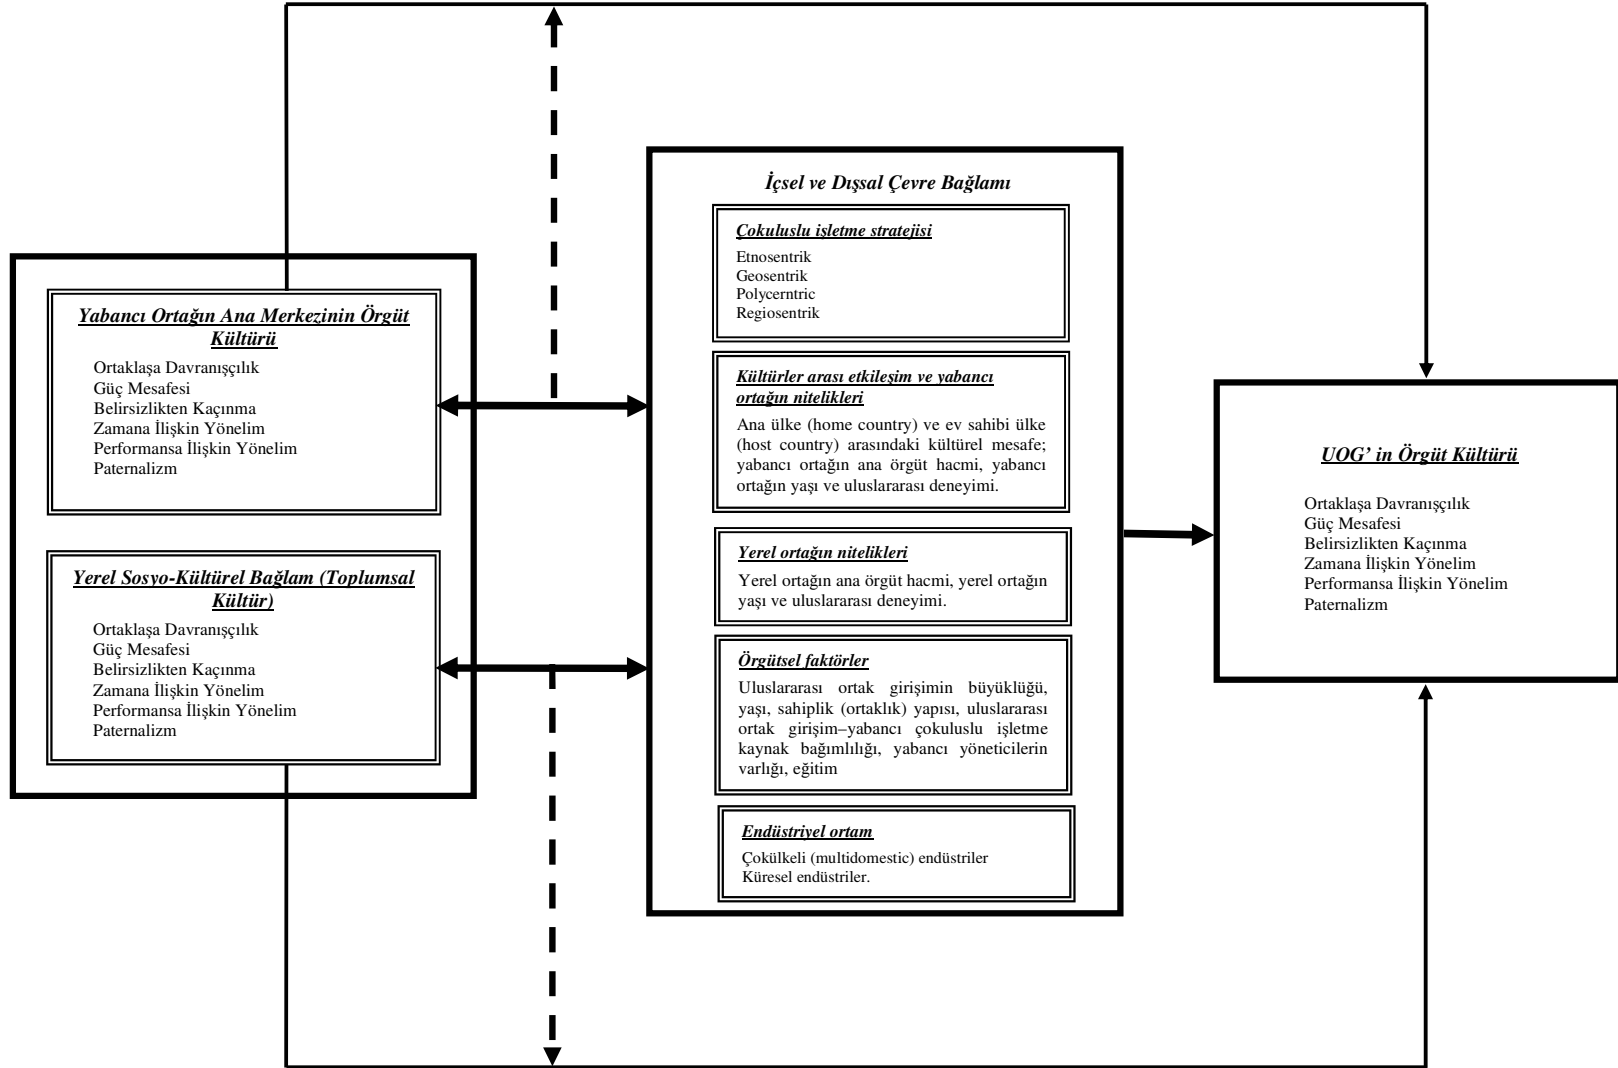 Yabancı Ortağın Ana Merkezinin Örgüt
Kültürü
Ortaklaşa Davranışçılık
Güç Mesafesi
Belirsizlikten Kaçınma
Zamana İlişkin Yönelim
Performansa İlişkin Yönelim
Paternalizm
Yerel Sosyo-Kültürel Bağlam (Toplumsal
Kültür)
Ortaklaşa Davranışçılık
Güç Mesafesi
Belirsizlikten Kaçınma
Zamana İlişkin Yönelim
Performansa İlişkin Yönelim
Paternalizm
İçsel ve Dışsal Çevre Bağlamı
Çokuluslu işletme stratejisi
Etnosentrik
Geosentrik
Polycerntric
Regiosentrik
Kültürler arası etkileşim ve yabancı
ortağın nitelikleri
Ana ülke (home country) ve ev sahibi ülke
(host country) arasındaki kültürel mesafe;
yabancı ortağın ana örgüt hacmi, yabancı
ortağın yaşı ve uluslararası deneyimi.
Yerel ortağın nitelikleri
Yerel ortağın ana örgüt hacmi, yerel ortağın
yaşı ve uluslararası deneyimi.
Örgütsel faktörler
Uluslararası ortak girişimin büyüklüğü,
yaşı, sahiplik (ortaklık) yapısı, uluslararası
ortak girişim–yabancı çokuluslu işletme
kaynak bağımlılığı, yabancı yöneticilerin
varlığı, eğitim
Endüstriyel ortam
Çokülkeli (multidomestic) endüstriler
Küresel endüstriler.
UOG' in Örgüt Kültürü
Ortaklaşa Davranışçılık
Güç Mesafesi
Belirsizlikten Kaçınma
Zamana İlişkin Yönelim
Performansa İlişkin Yönelim
Paternalizm